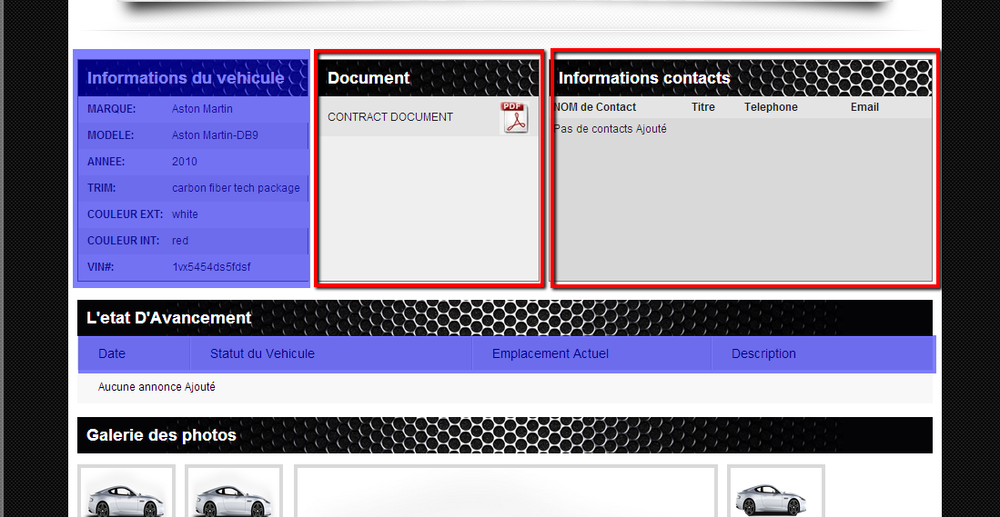 Informations du vehicule
MARQUE: Aston Martin
MODELE: Aston Martin-DB9
ANNEE: 2010
TRIM: carbon fiber tech package
COULEUR EXT: white
COULEUR INT: red
VIN#: 1vx5454ds5fdsf
Document
CONTRACT DOCUMENT PDF
Informations contacts
NOM de Contact Titre Telephone Email
Pas de contacts Ajouté
L'etat D'Avancement
Date Statut du Vehicule Emplacement Actuel Description
Aucune annonce Ajouté
Galerie des photos